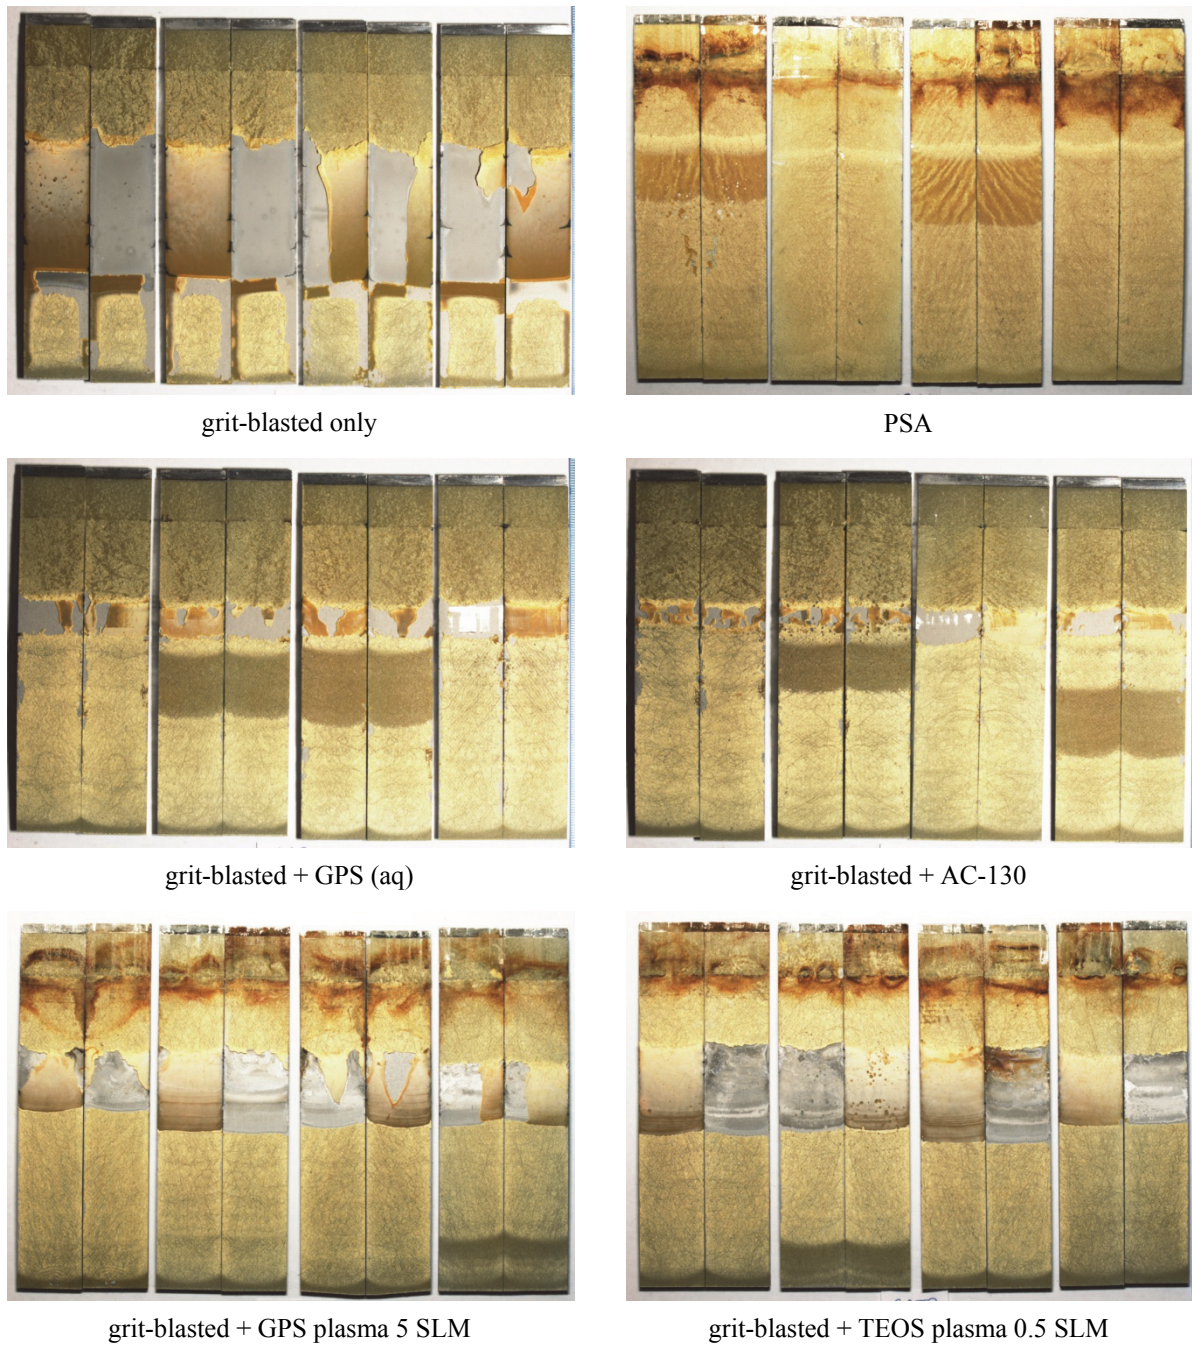 grit-blasted only
PSA
grit-blasted + GPS (aq)
grit-blasted + AC-130
grit-blasted + GPS plasma 5 SLM
grit-blasted + TEOS plasma 0.5 SLM